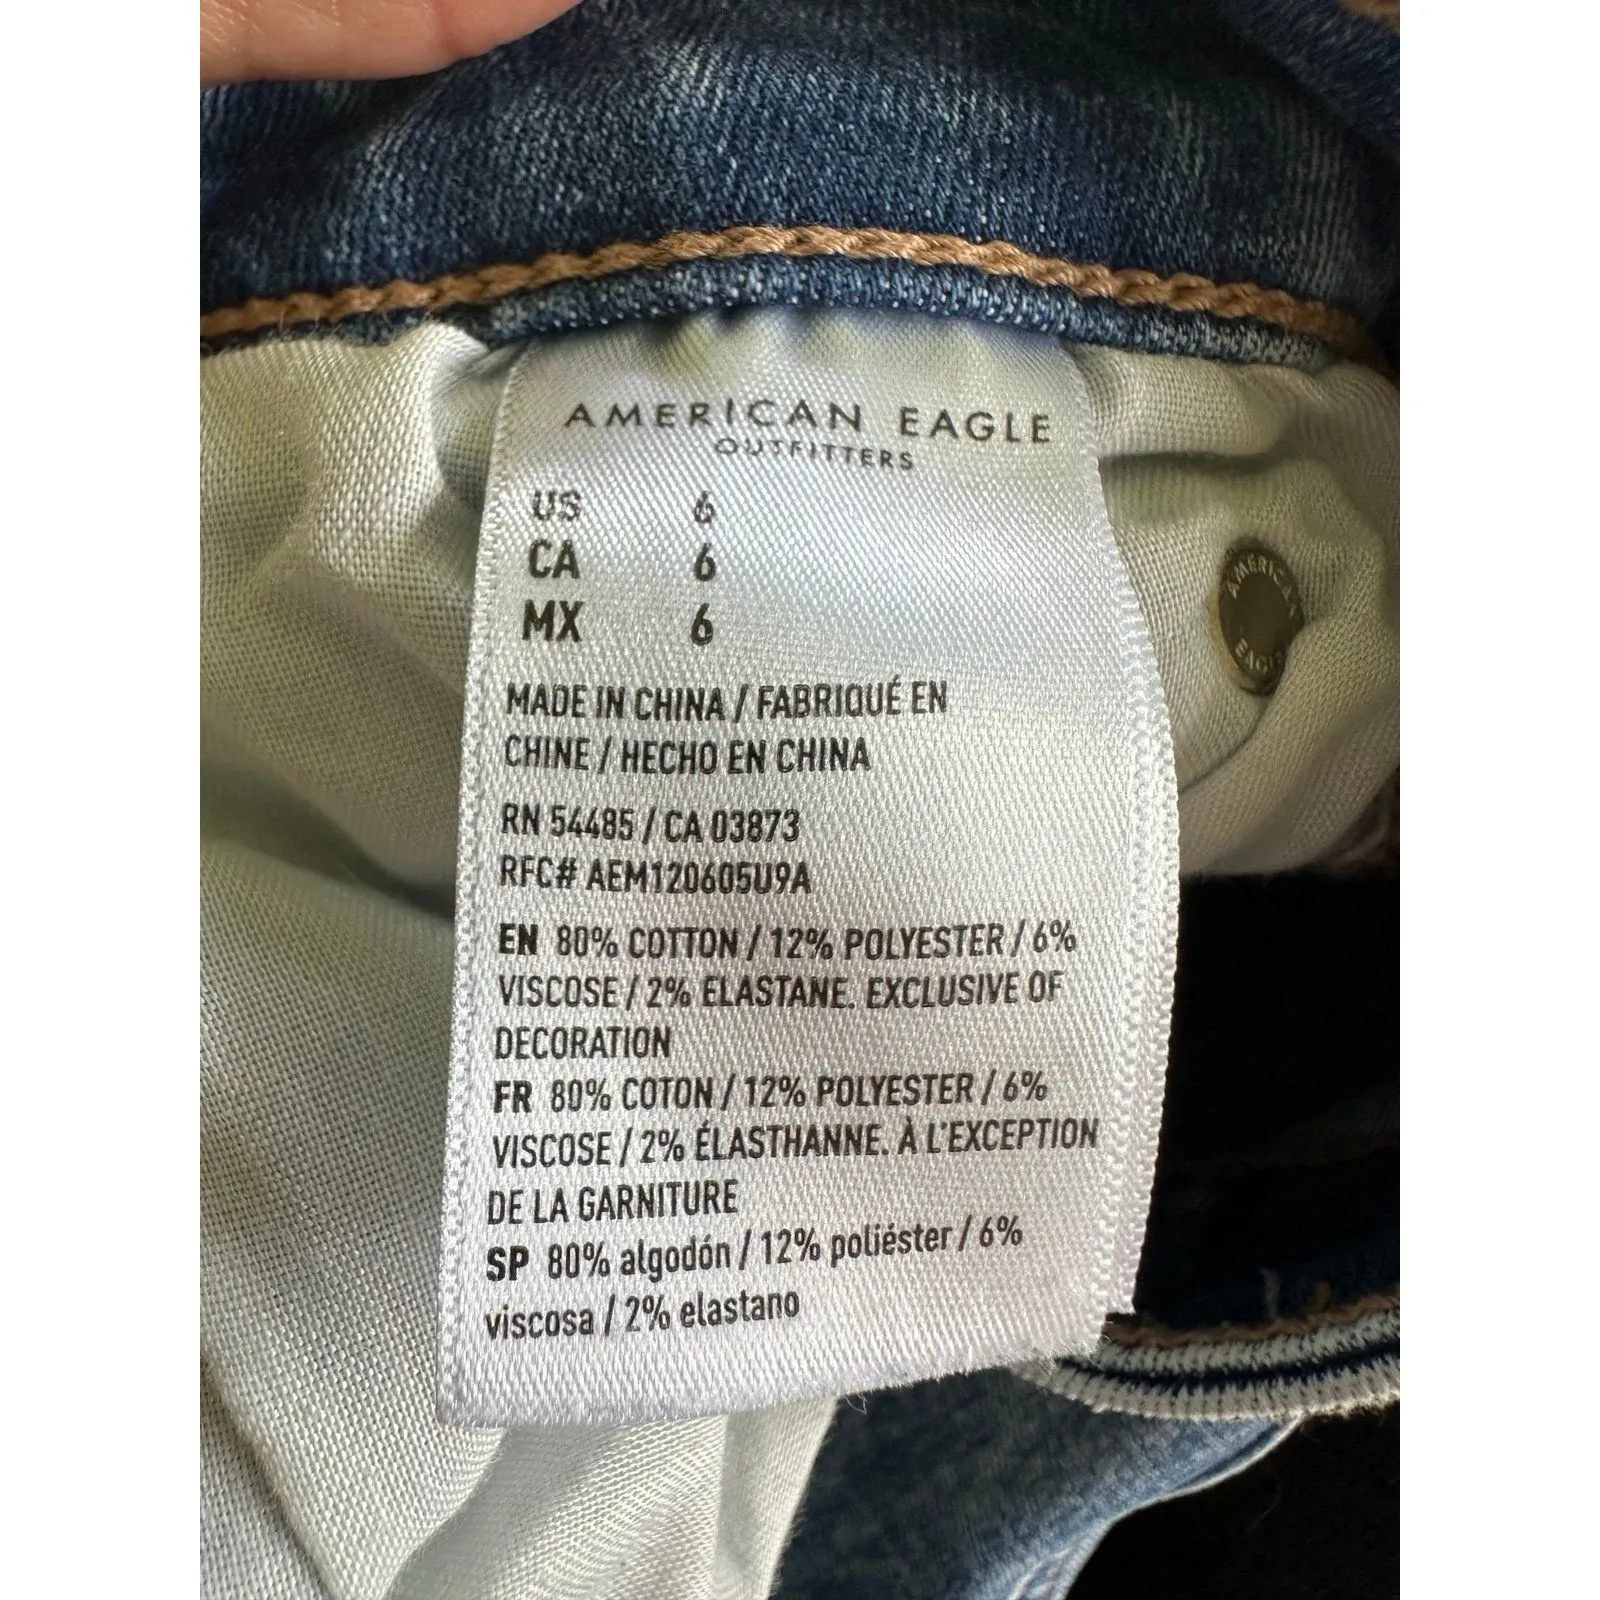 AMERICAN EAGLE
OUTFITTERS
US 6
CA 6
MX 6
MADE IN CHINA / FABRIQUÉ EN
CHINE / HECHO EN CHINA
RN 54485 / CA 03873
RFC# AEM120605U9A
EN 80% COTTON / 12% POLYESTER / 6%
VISCOSE / 2% ELASTANE. EXCLUSIVE OF
DECORATION
FR 80% COTON / 12% POLYESTER / 6%
VISCOSE / 2% ÉLASTHANNE. À L'EXCEPTION
DE LA GARNITURE
SP 80% algodón / 12% poliéster / 6%
viscosa / 2% elastano
AMERICAN
EAGLE